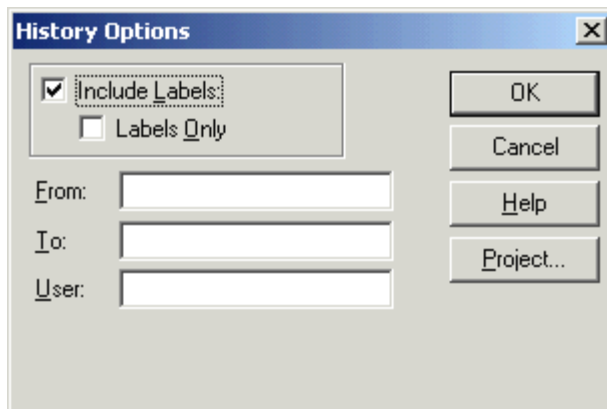 History Options
Include Labels:
Labels Only
From:
To:
User:
OK
Cancel
Help
Project...